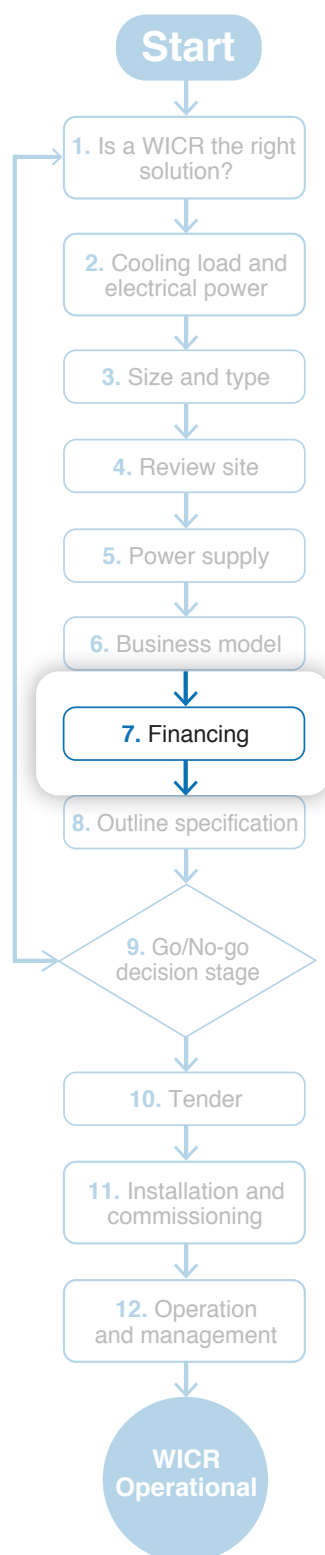 Start
1. Is a WICR the right
solution?
2. Cooling load and
electrical power
3. Size and type
4. Review site
5. Power supply
6. Business model
7. Financing
8. Outline specification
9. Go/No-go
decision stage
10. Tender
11. Installation and
commissioning
12. Operation
and management
WICR
Operational